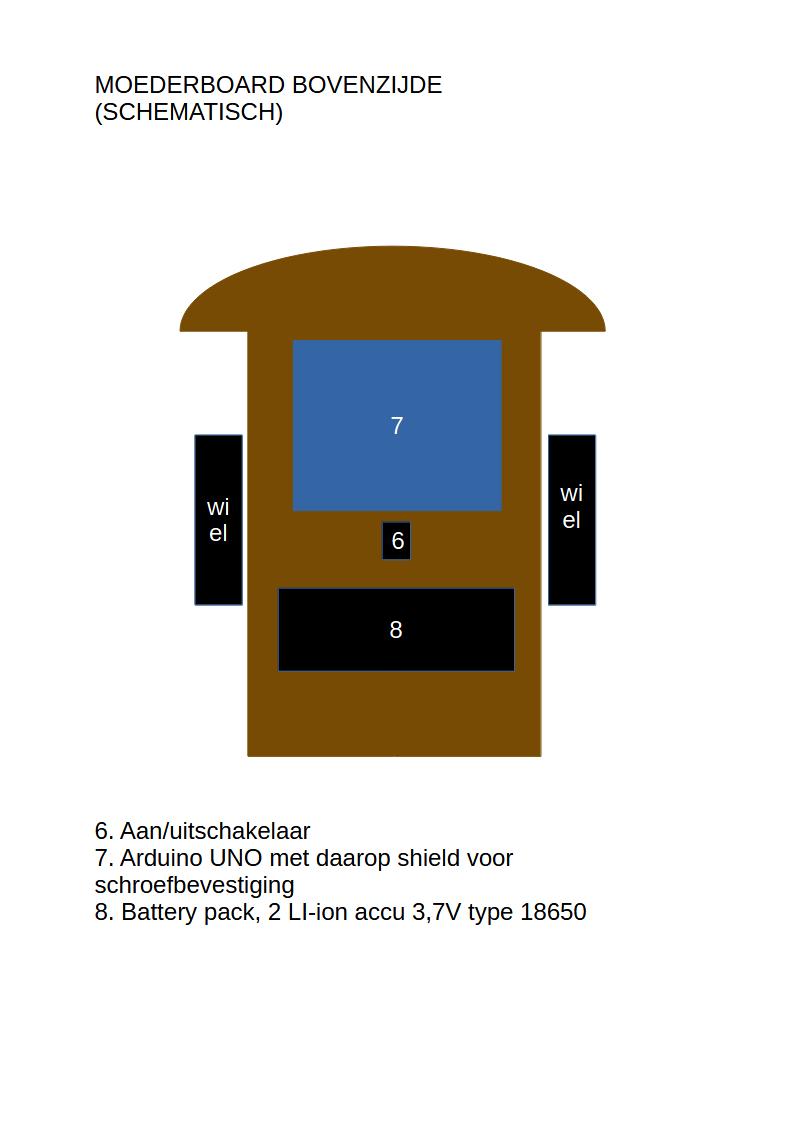 MOEDERBOARD BOVENZIJDE
(SCHEMATISCH)
7
wi
el
wi
el
6
8
6. Aan/uitschakelaar
7. Arduino UNO met daarop shield voor
schroefbevestiging
8. Battery pack, 2 LI-ion accu 3,7V type 18650